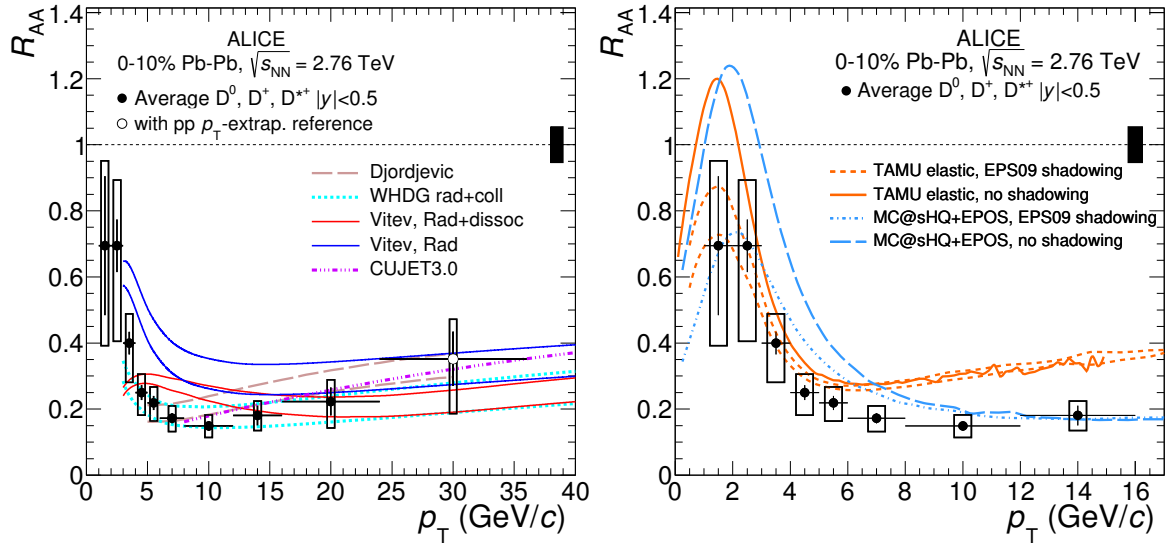 R_AA
ALICE
0-10% Pb-Pb, √s_NN = 2.76 TeV
Average D⁰, D⁺, D*⁺ |y|<0.5
with pp p_T-extrap. reference
Djordjevic
WHDG rad+coll
Vitev, Rad+dissoc
Vitev, Rad
CUJET3.0
1.4
1.2
1
0.8
0.6
0.4
0.2
0
0 5 10 15 20 25 30 35 40
p_T (GeV/c)
R_AA
ALICE
0-10% Pb-Pb, √s_NN = 2.76 TeV
Average D⁰, D⁺, D*⁺ |y|<0.5
TAMU elastic, EPS09 shadowing
TAMU elastic, no shadowing
MC@sHQ+EPOS, EPS09 shadowing
MC@sHQ+EPOS, no shadowing
1.4
1.2
1
0.8
0.6
0.4
0.2
0
0 2 4 6 8 10 12 14 16
p_T (GeV/c)